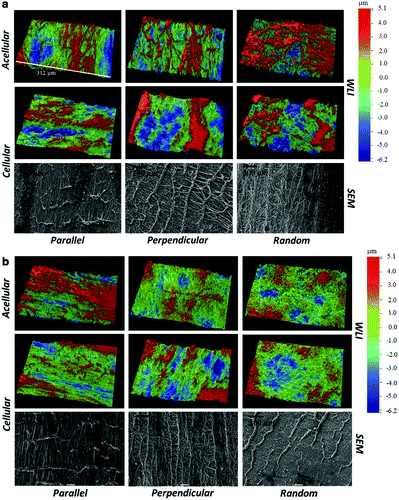 a
µm
5.1
4.0
3.0
2.0
1.0
0.0
-1.0
-2.0
-3.0
-4.0
-5.0
-6.2
Acellular
312 µm
WLI
Cellular
SEM
Parallel
Perpendicular
Random
b
µm
5.1
4.0
3.0
2.0
1.0
0.0
-1.0
-2.0
-3.0
-4.0
-5.0
-6.2
Acellular
WLI
Cellular
SEM
Parallel
Perpendicular
Random